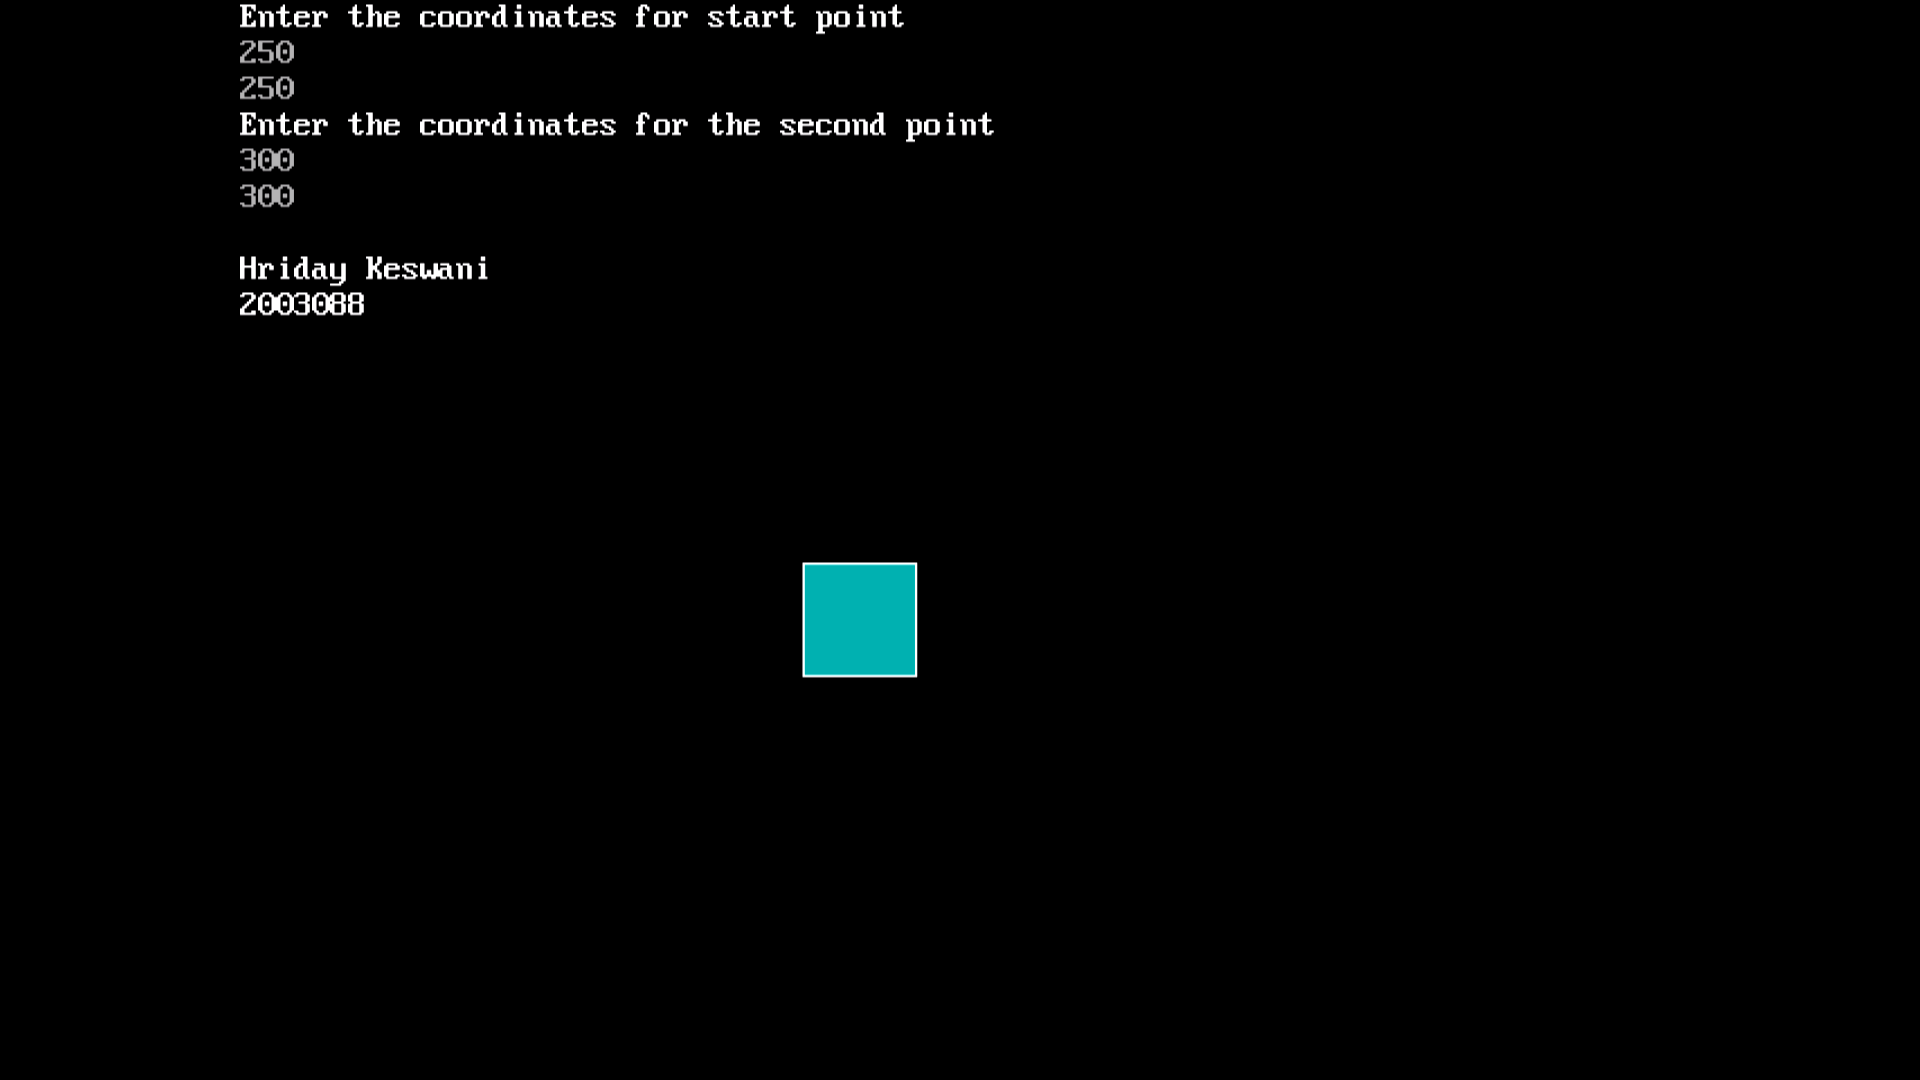 Enter the coordinates for start point
250
250
Enter the coordinates for the second point
300
300
Hriday Keswani
2003088